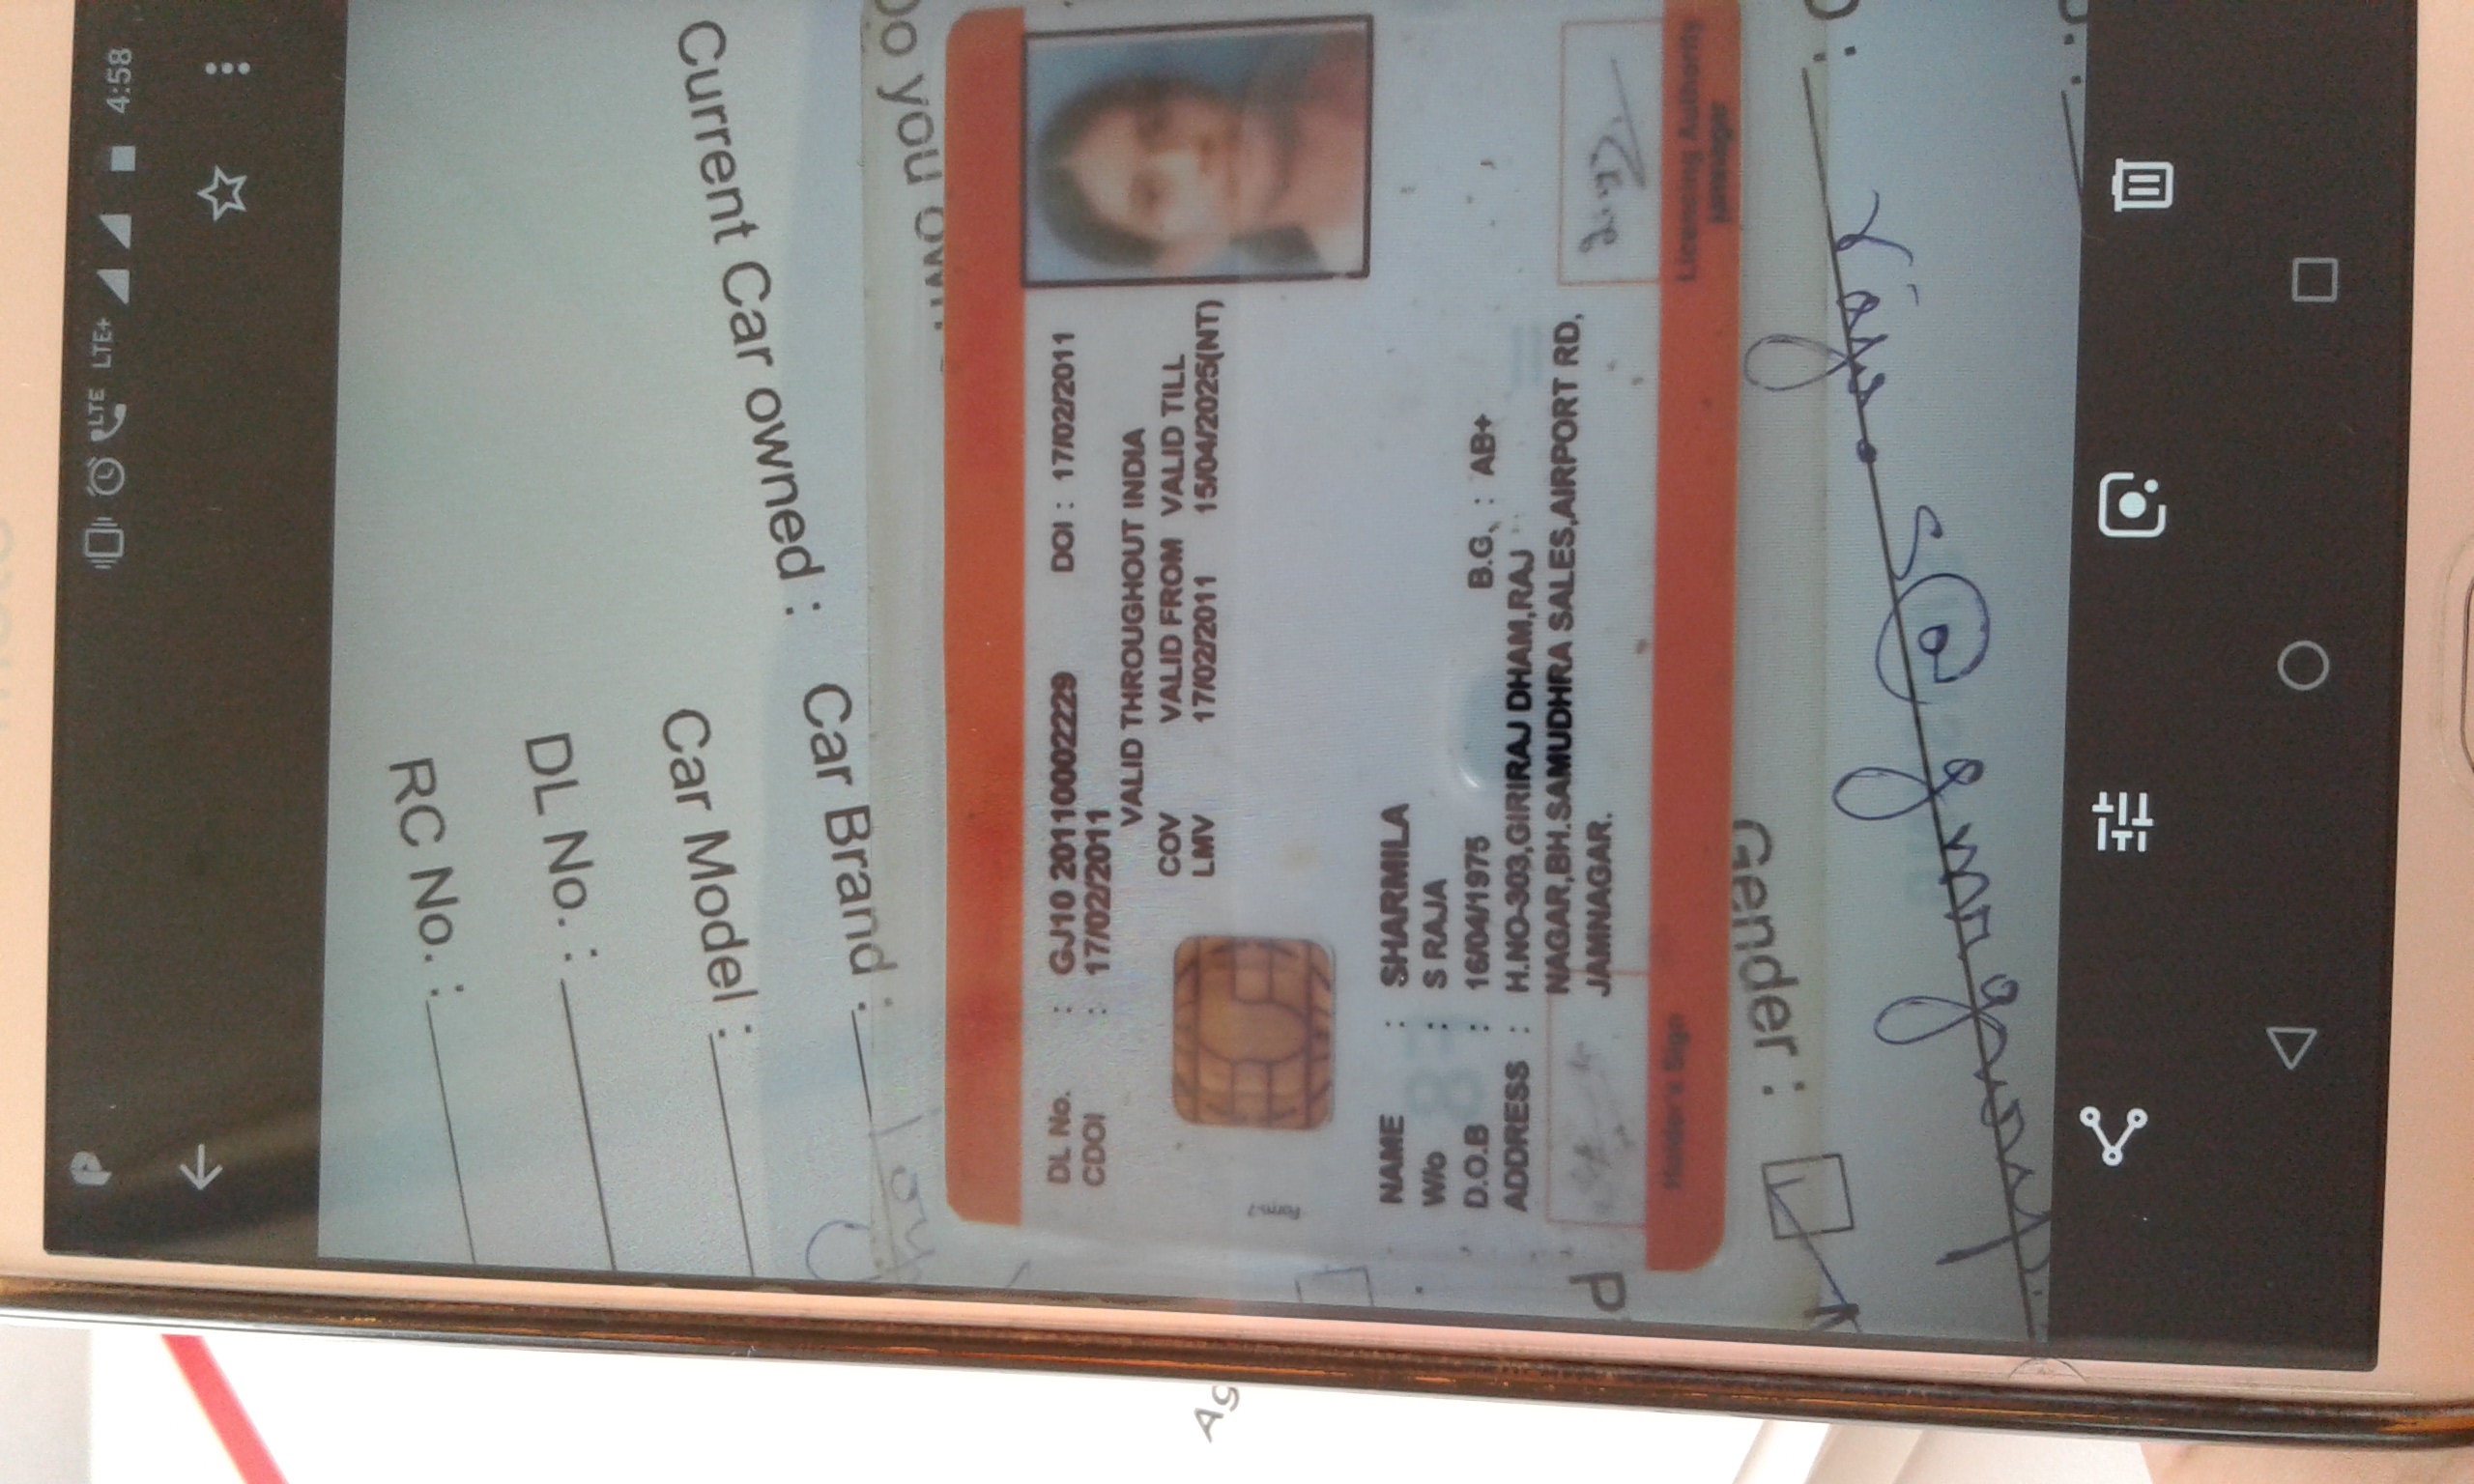 4:58
LTE LTE+
RC No. :
DL No. :
Car Model :
Current Car owned : Car Brand :
Do you own
DL No. : GJ10 20110002229 DOI : 17/02/2011
CDOI : 17/02/2011
VALID THROUGHOUT INDIA
COV VALID FROM VALID TILL
LMV 17/02/2011 15/04/2025(NT)
Form-7
NAME : SHARMILA
W/o : S RAJA
D.O.B : 16/04/1975 B.G. : AB+
ADDRESS : H.NO-303,GIRIRAJ DHAM,RAJ
NAGAR,BH.SAMUDHRA SALES,AIRPORT RD,
JAMNAGAR.
Holder's Sign
Licencing Authority
Jamnagar
Gender :